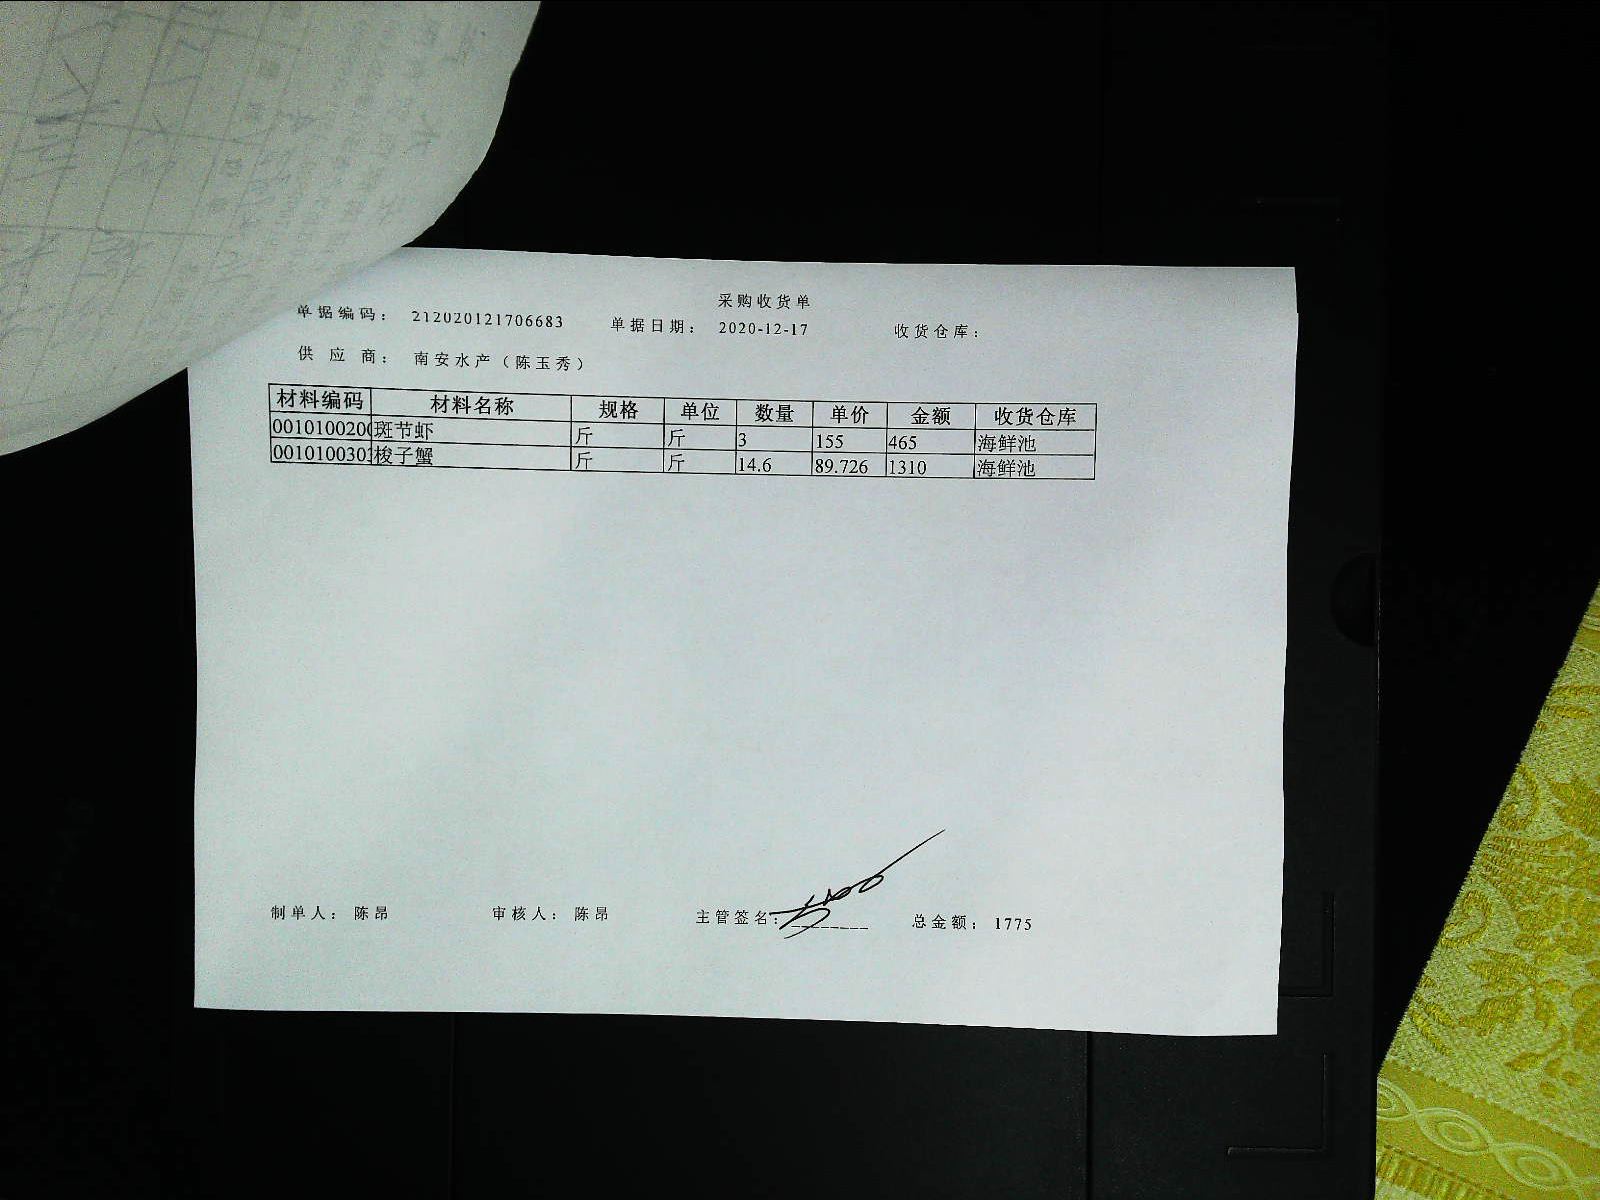 采购收货单
单据编码： 212020121706683 单据日期： 2020-12-17 收货仓库：
供 应 商： 南安水产（陈玉秀）
材料编码 材料名称 规格 单位 数量 单价 金额 收货仓库
001010020 斑节虾 斤 斤 3 155 465 海鲜池
001010030 梭子蟹 斤 斤 14.6 89.726 1310 海鲜池
制单人： 陈昂 审核人： 陈昂 主管签名： 总金额： 1775